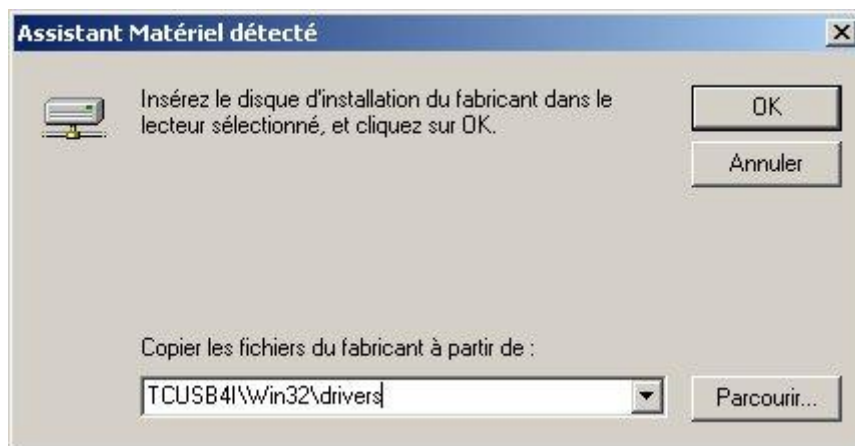 Assistant Matériel détecté
Insérez le disque d'installation du fabricant dans le
lecteur sélectionné, et cliquez sur OK.
OK
Annuler
Copier les fichiers du fabricant à partir de :
TCUSB4I\Win32\drivers
Parcourir...